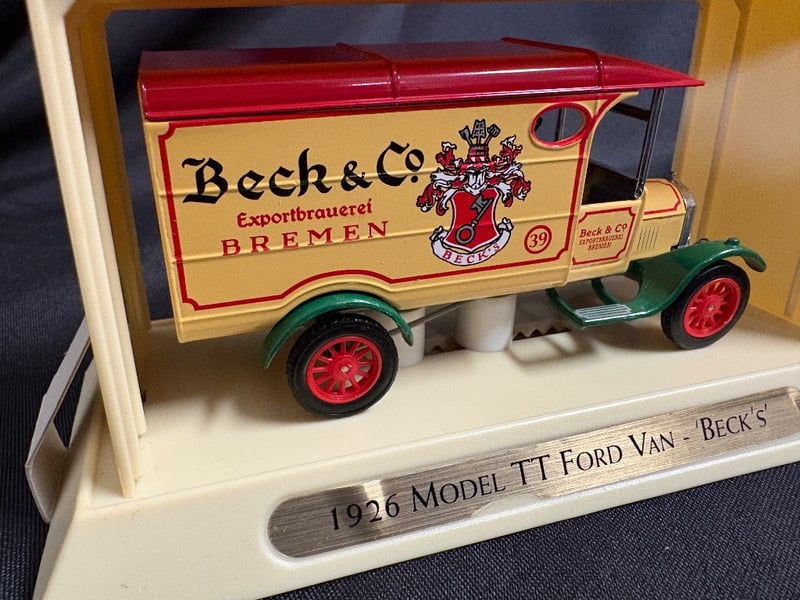 Beck & Co
Exportbrauerei
BREMEN
BECK'S
39
Beck & Co
EXPORTBRAUEREI
BREMEN
1926 MODEL TT FORD VAN - 'BECK'S'